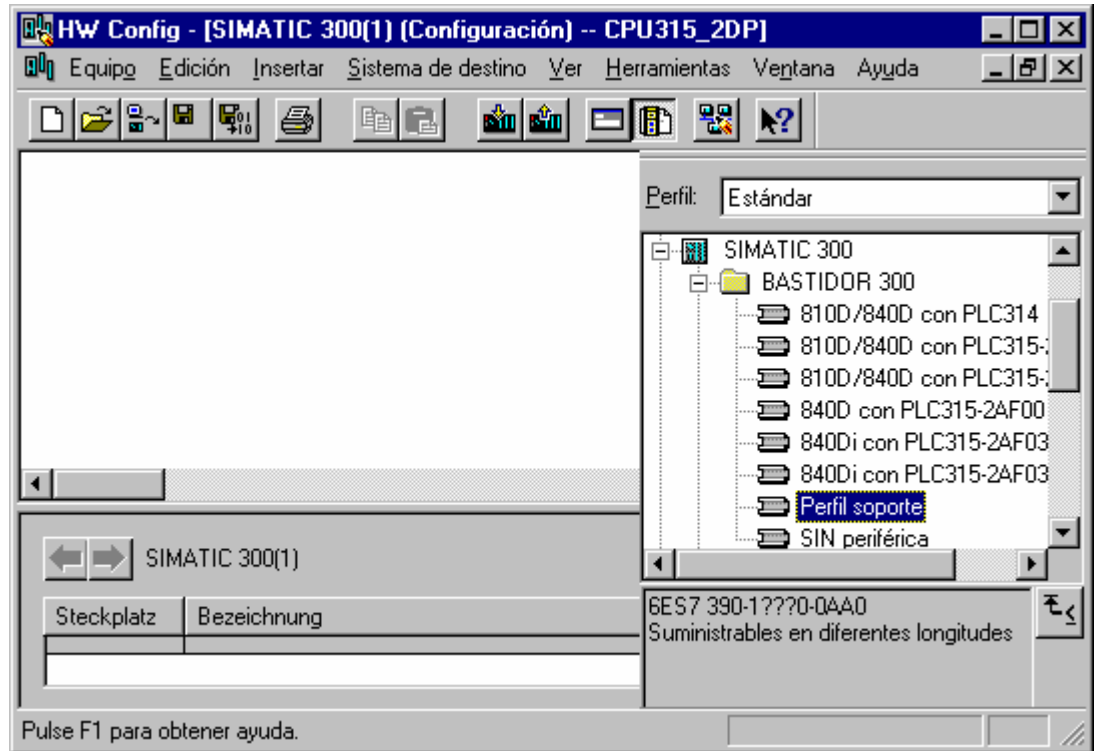 HW Config - [SIMATIC 300(1) (Configuración) -- CPU315_2DP]
Equipo Edición Insertar Sistema de destino Ver Herramientas Ventana Ayuda
Perfil: Estándar
SIMATIC 300
BASTIDOR 300
810D/840D con PLC314
810D/840D con PLC315-
810D/840D con PLC315-
840D con PLC315-2AF00
840Di con PLC315-2AF03
840Di con PLC315-2AF03
Perfil soporte
SIN periférica
SIMATIC 300(1)
Steckplatz Bezeichnung
6ES7 390-1???0-0AA0
Suministrables en diferentes longitudes
Pulse F1 para obtener ayuda.